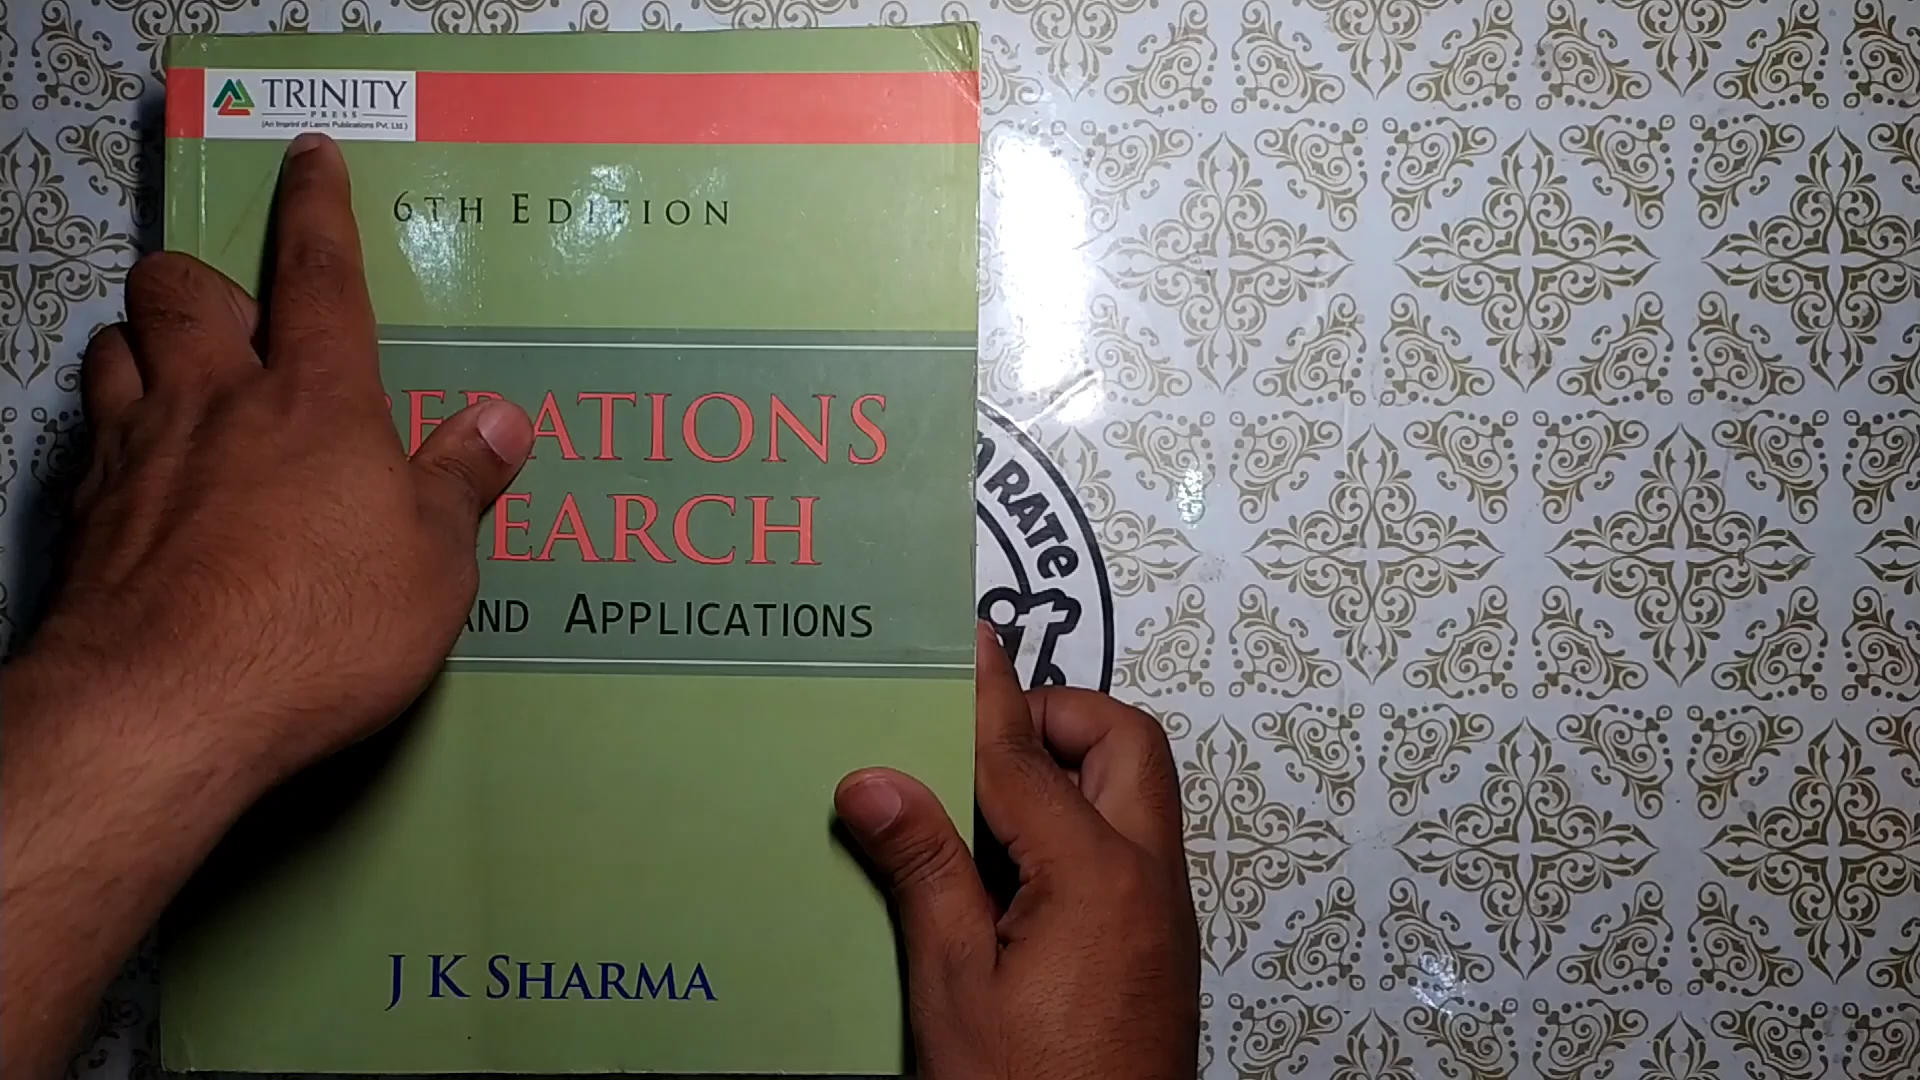 TRINITY
PRESS
(An Imprint of Laxmi Publications Pvt. Ltd.)
6TH EDITION
ERATIONS
EARCH
AND APPLICATIONS
J K SHARMA
RATe